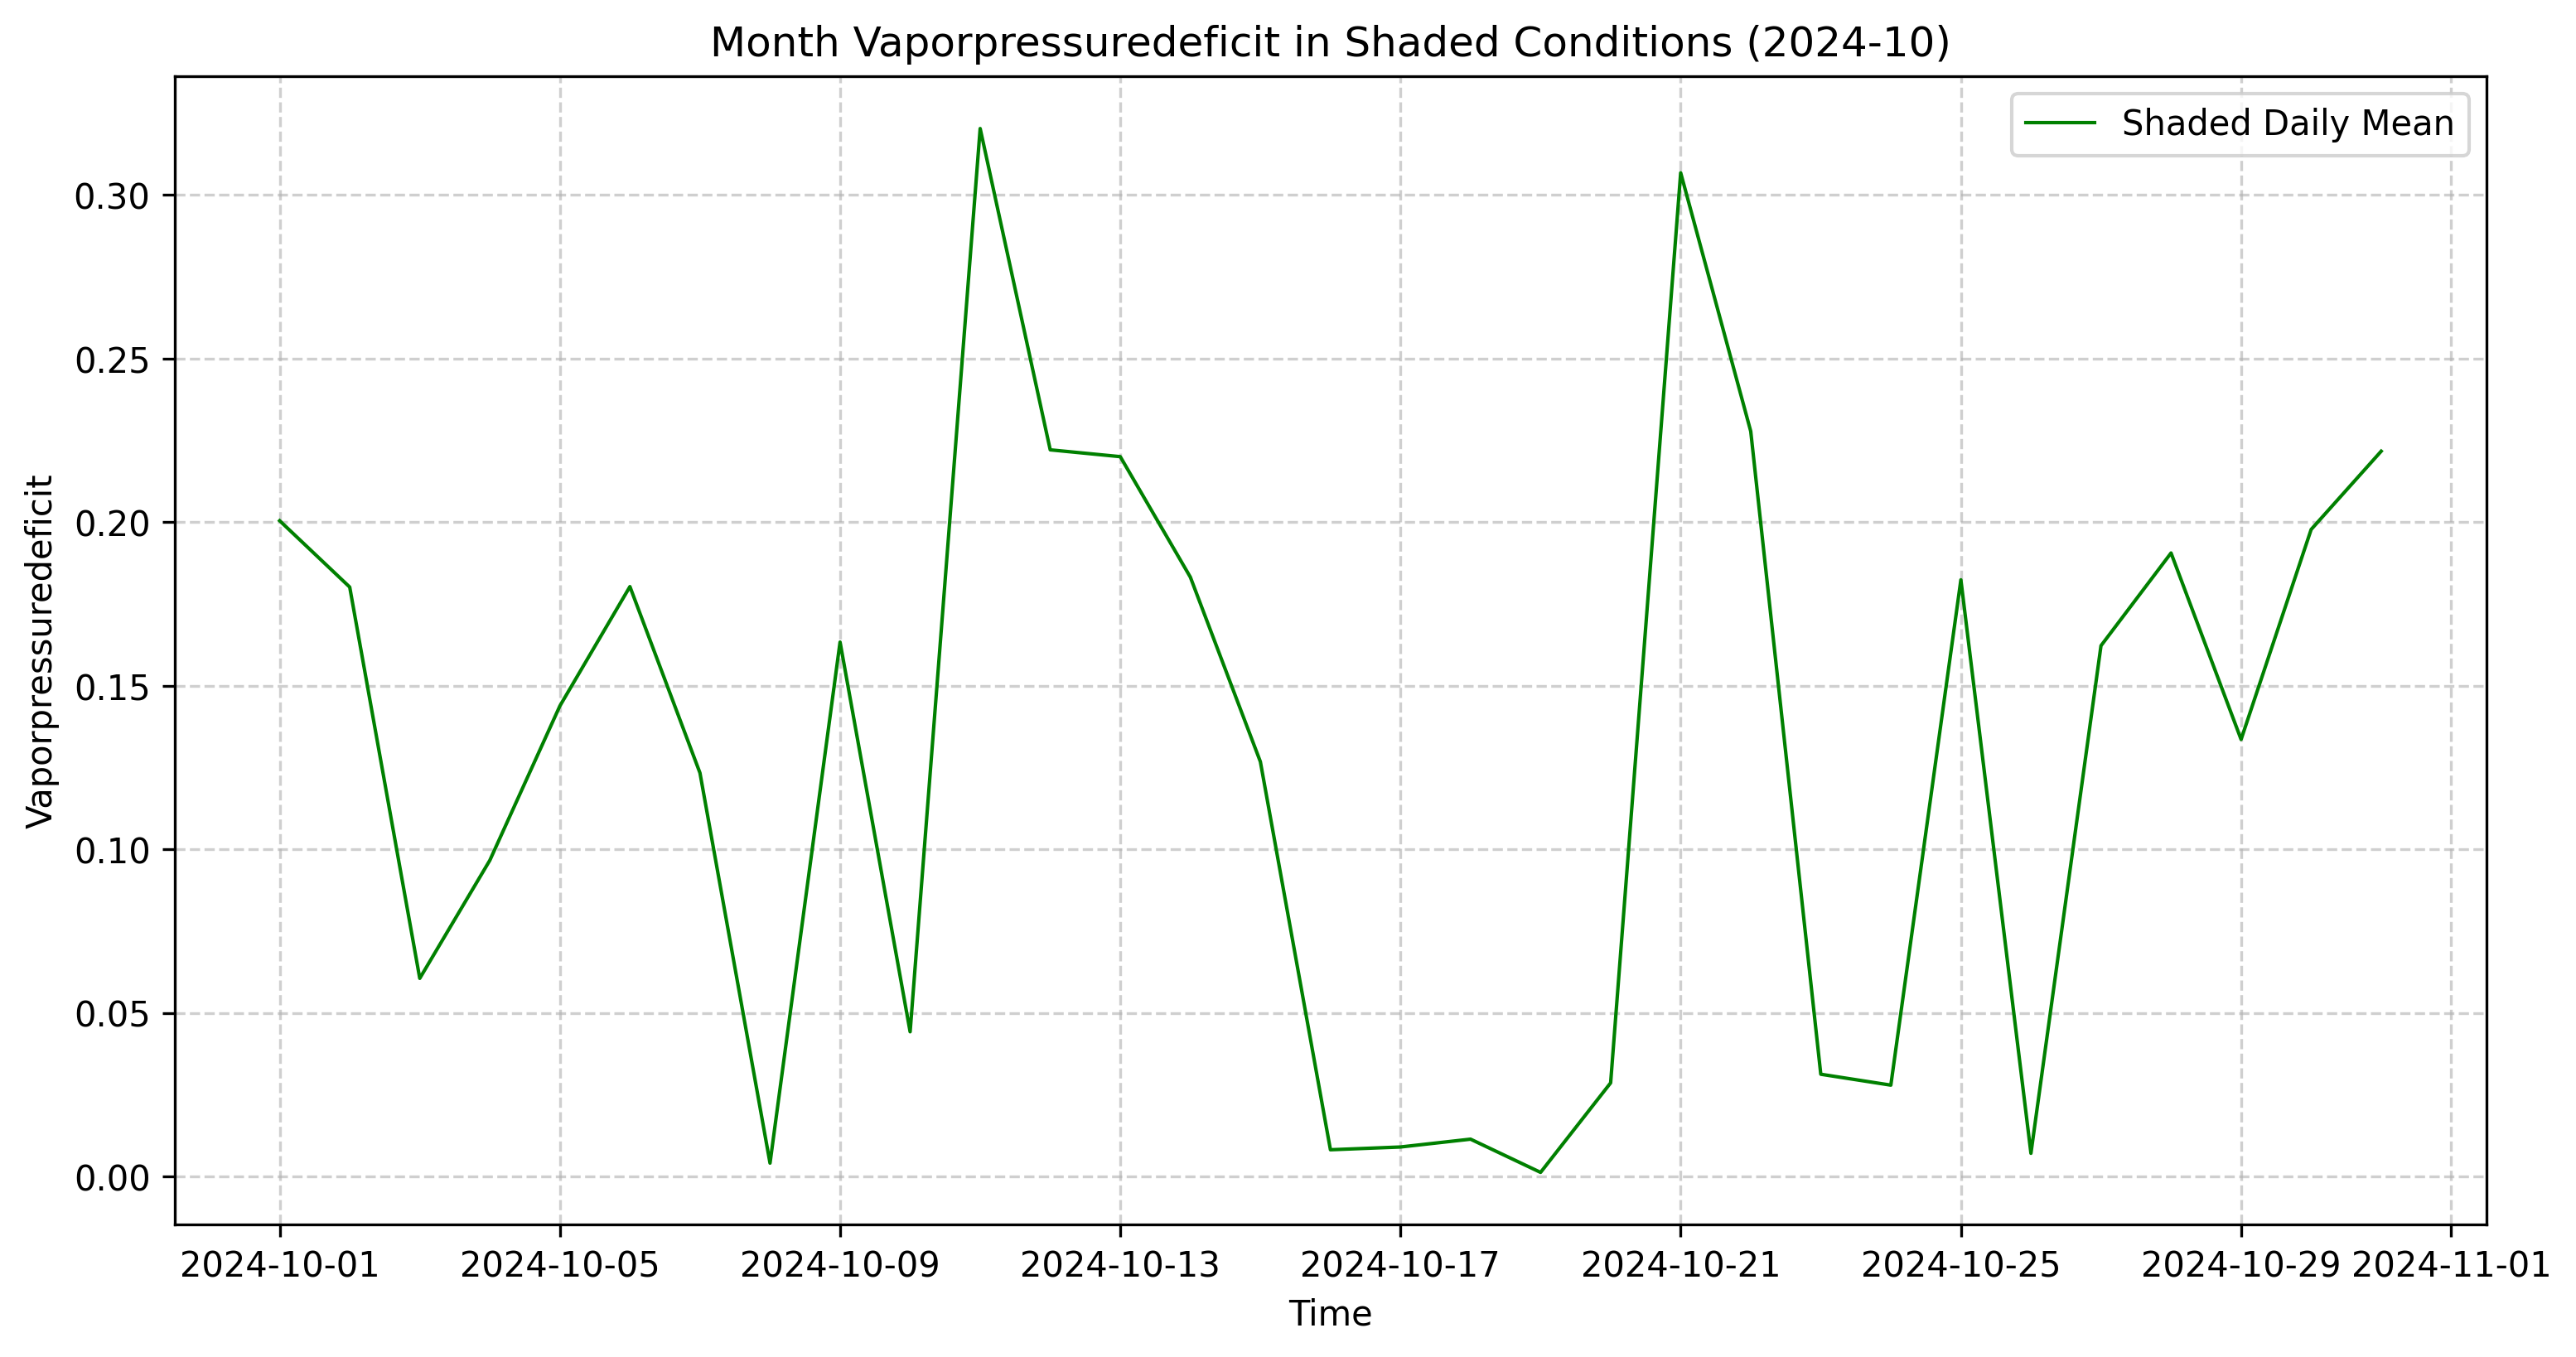 Month Vaporpressuredeficit in Shaded Conditions (2024-10)
Shaded Daily Mean
Vaporpressuredeficit
0.30
0.25
0.20
0.15
0.10
0.05
0.00
2024-10-01 2024-10-05 2024-10-09 2024-10-13 2024-10-17 2024-10-21 2024-10-25 2024-10-29 2024-11-01
Time